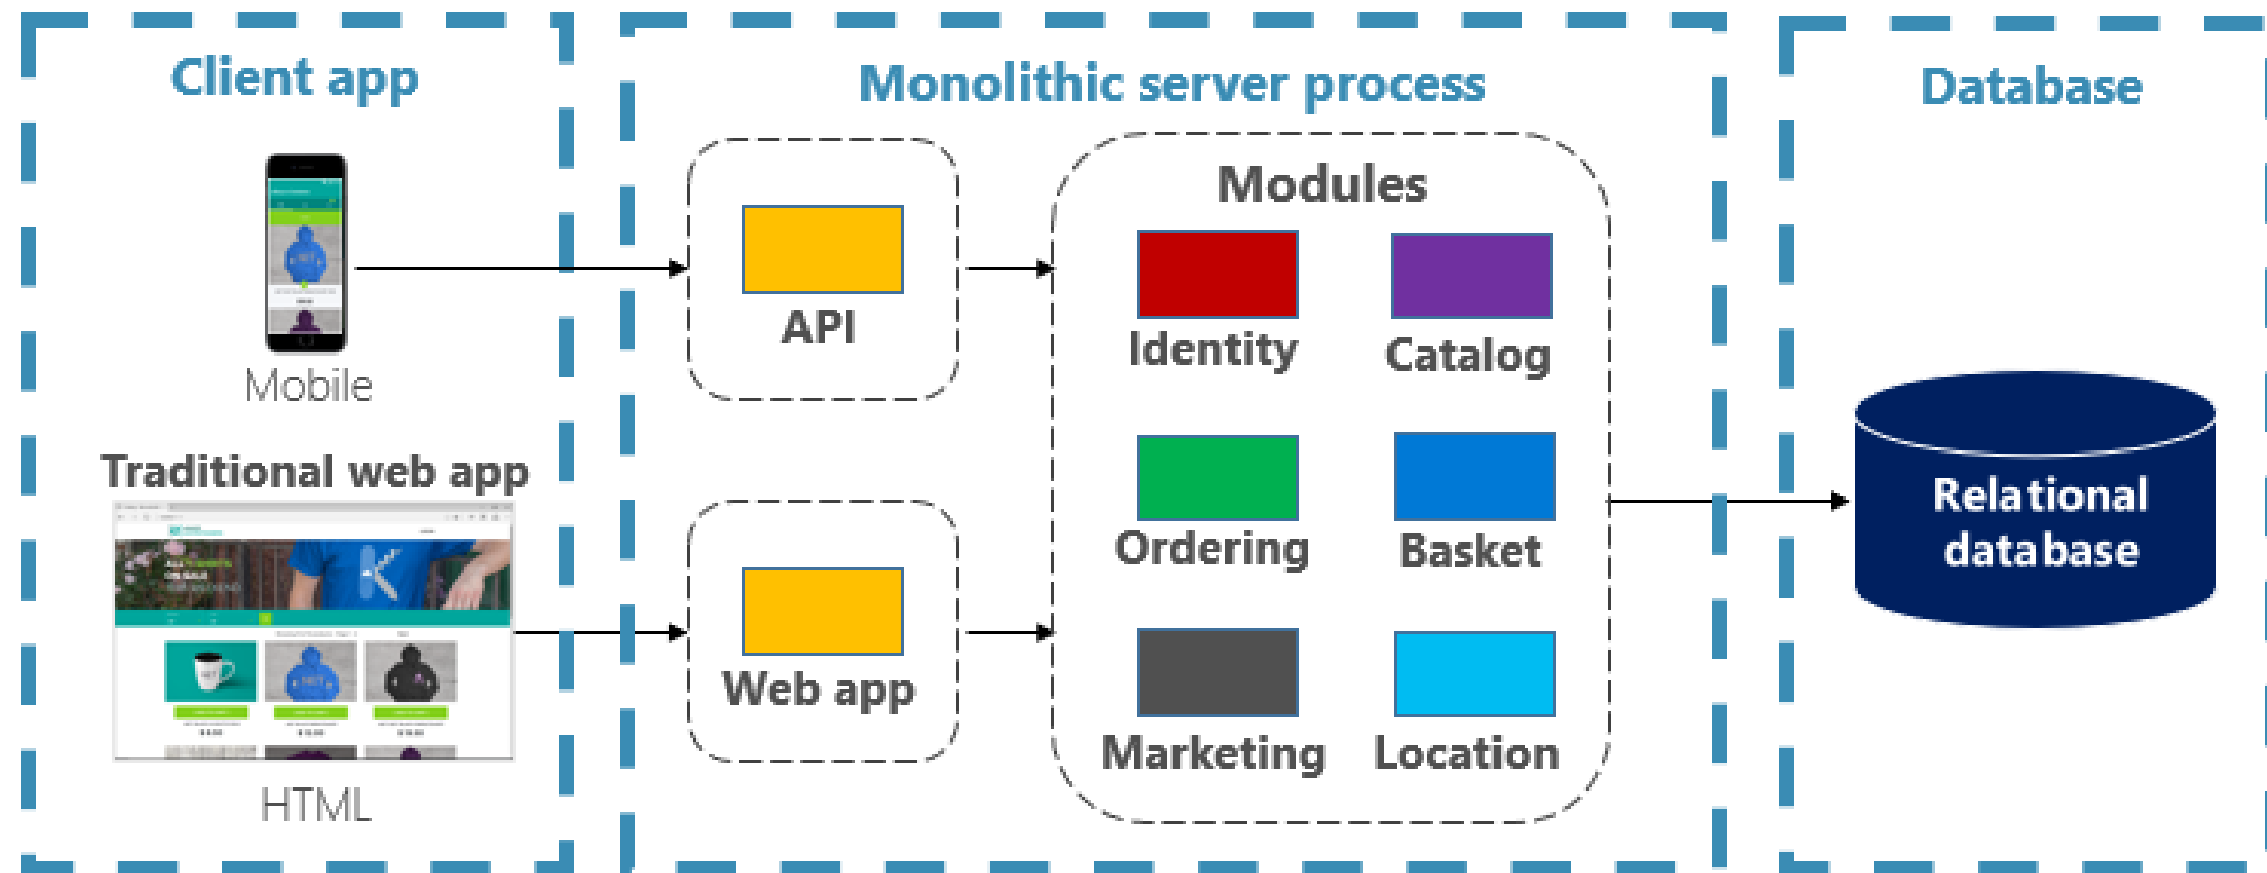 Client app
Mobile
Traditional web app
HTML
Monolithic server process
API
Web app
Modules
Identity
Catalog
Ordering
Basket
Marketing
Location
Database
Relational
database